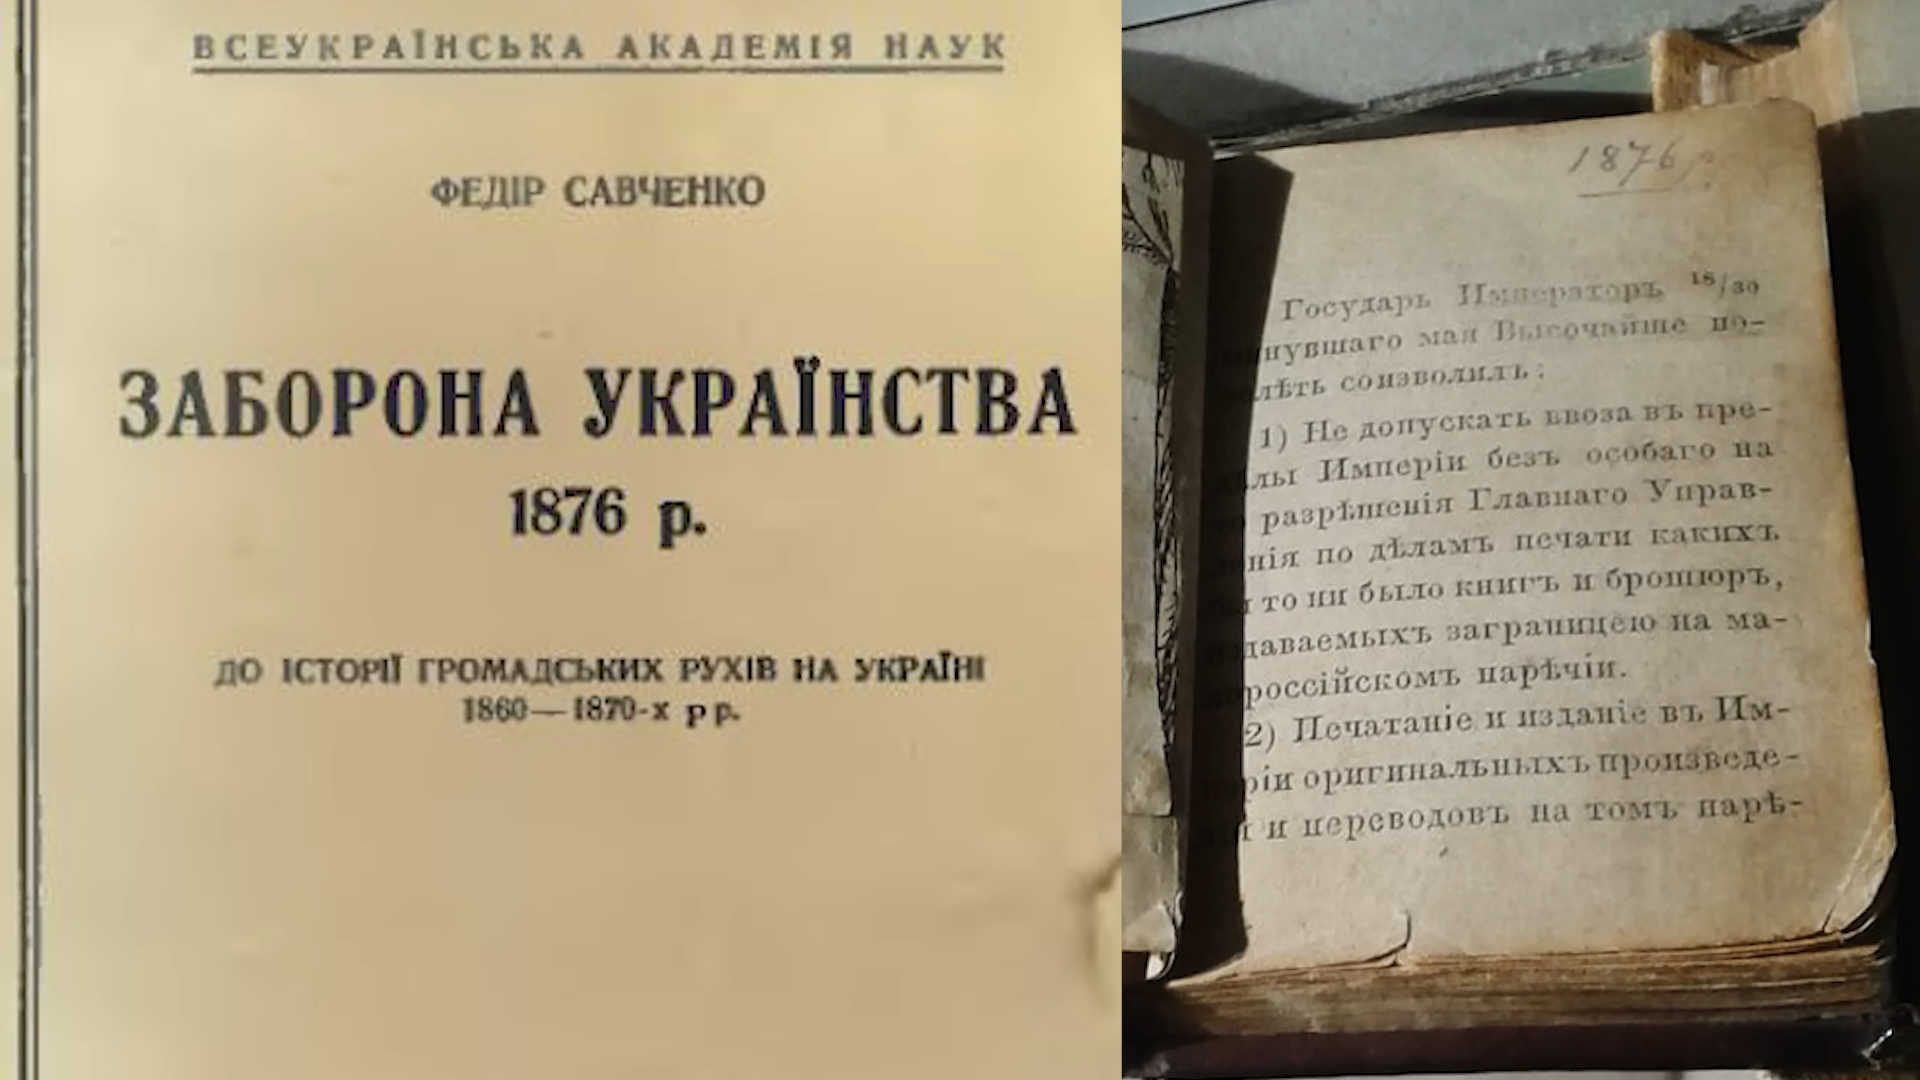 ВСЕУКРАЇНСЬКА АКАДЕМІЯ НАУК
ФЕДІР САВЧЕНКО
ЗАБОРОНА УКРАЇНСТВА
1876 р.
ДО ІСТОРІЇ ГРОМАДСЬКИХ РУХІВ НА УКРАЇНІ
1860—1870-х рр.
1876 р.
Государь Императоръ 18/30
минувшаго мая Высочайше по-
лѣть соизволилъ:
1) Не допускать ввоза въ пре-
дѣлы Имперіи безъ особаго на
то разрѣшенія Главнаго Управ-
ленія по дѣламъ печати какихъ
бы то ни было книгъ и брошюръ,
издаваемыхъ заграницею на ма-
лороссійскомъ нарѣчіи.
2) Печатаніе и изданіе въ Им-
періи оригинальныхъ произведе-
ній и переводовъ на томъ нарѣ-